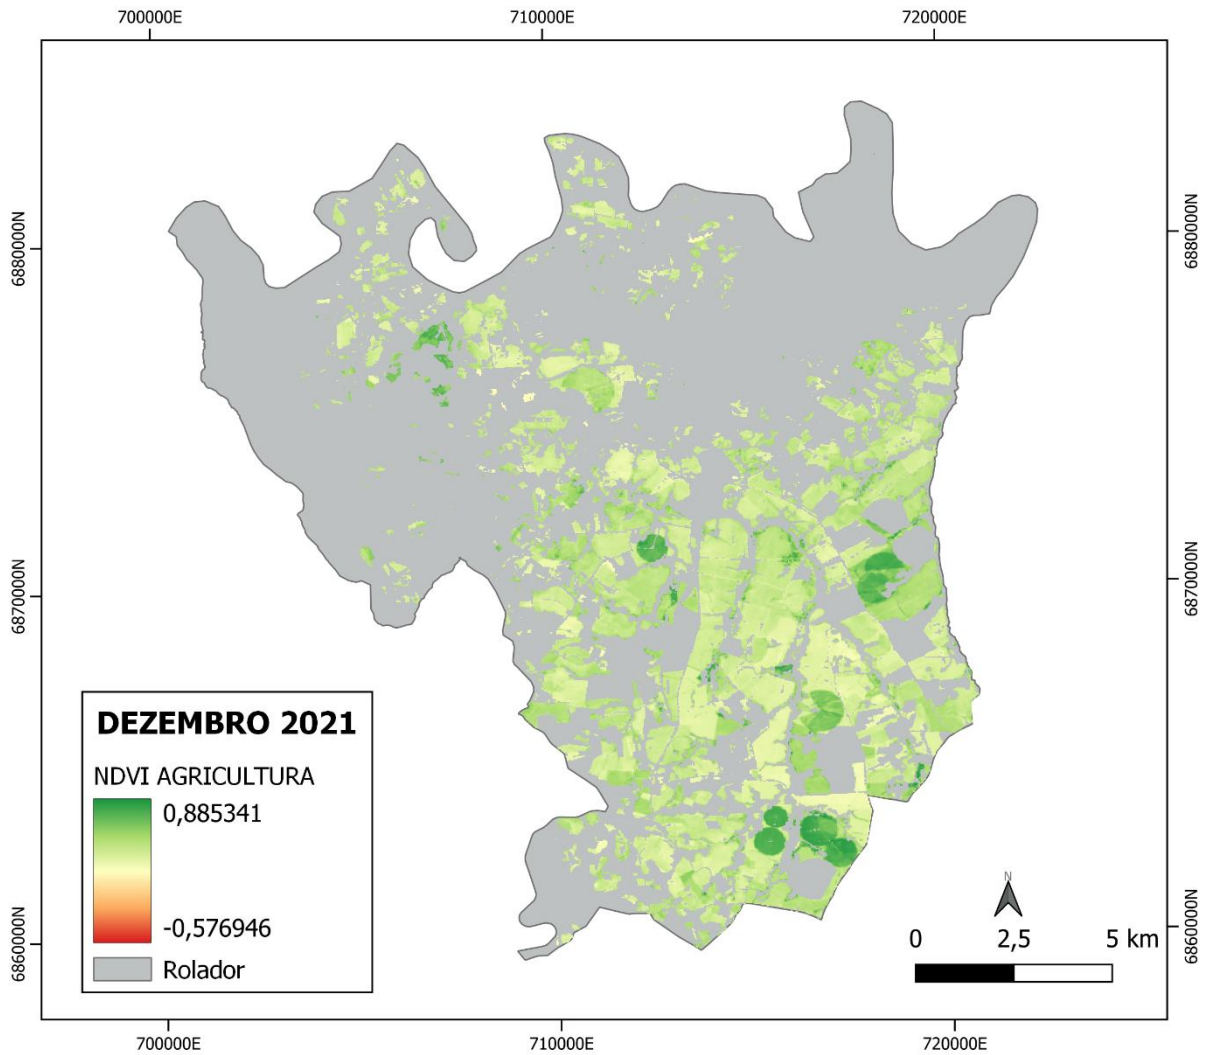 700000E 710000E 720000E
6880000N
6880000N
6870000N
6870000N
DEZEMBRO 2021
NDVI AGRICULTURA
0,885341
-0,576946
Rolador
N
0 2,5 5 km
6860000N
6860000N
700000E 710000E 720000E